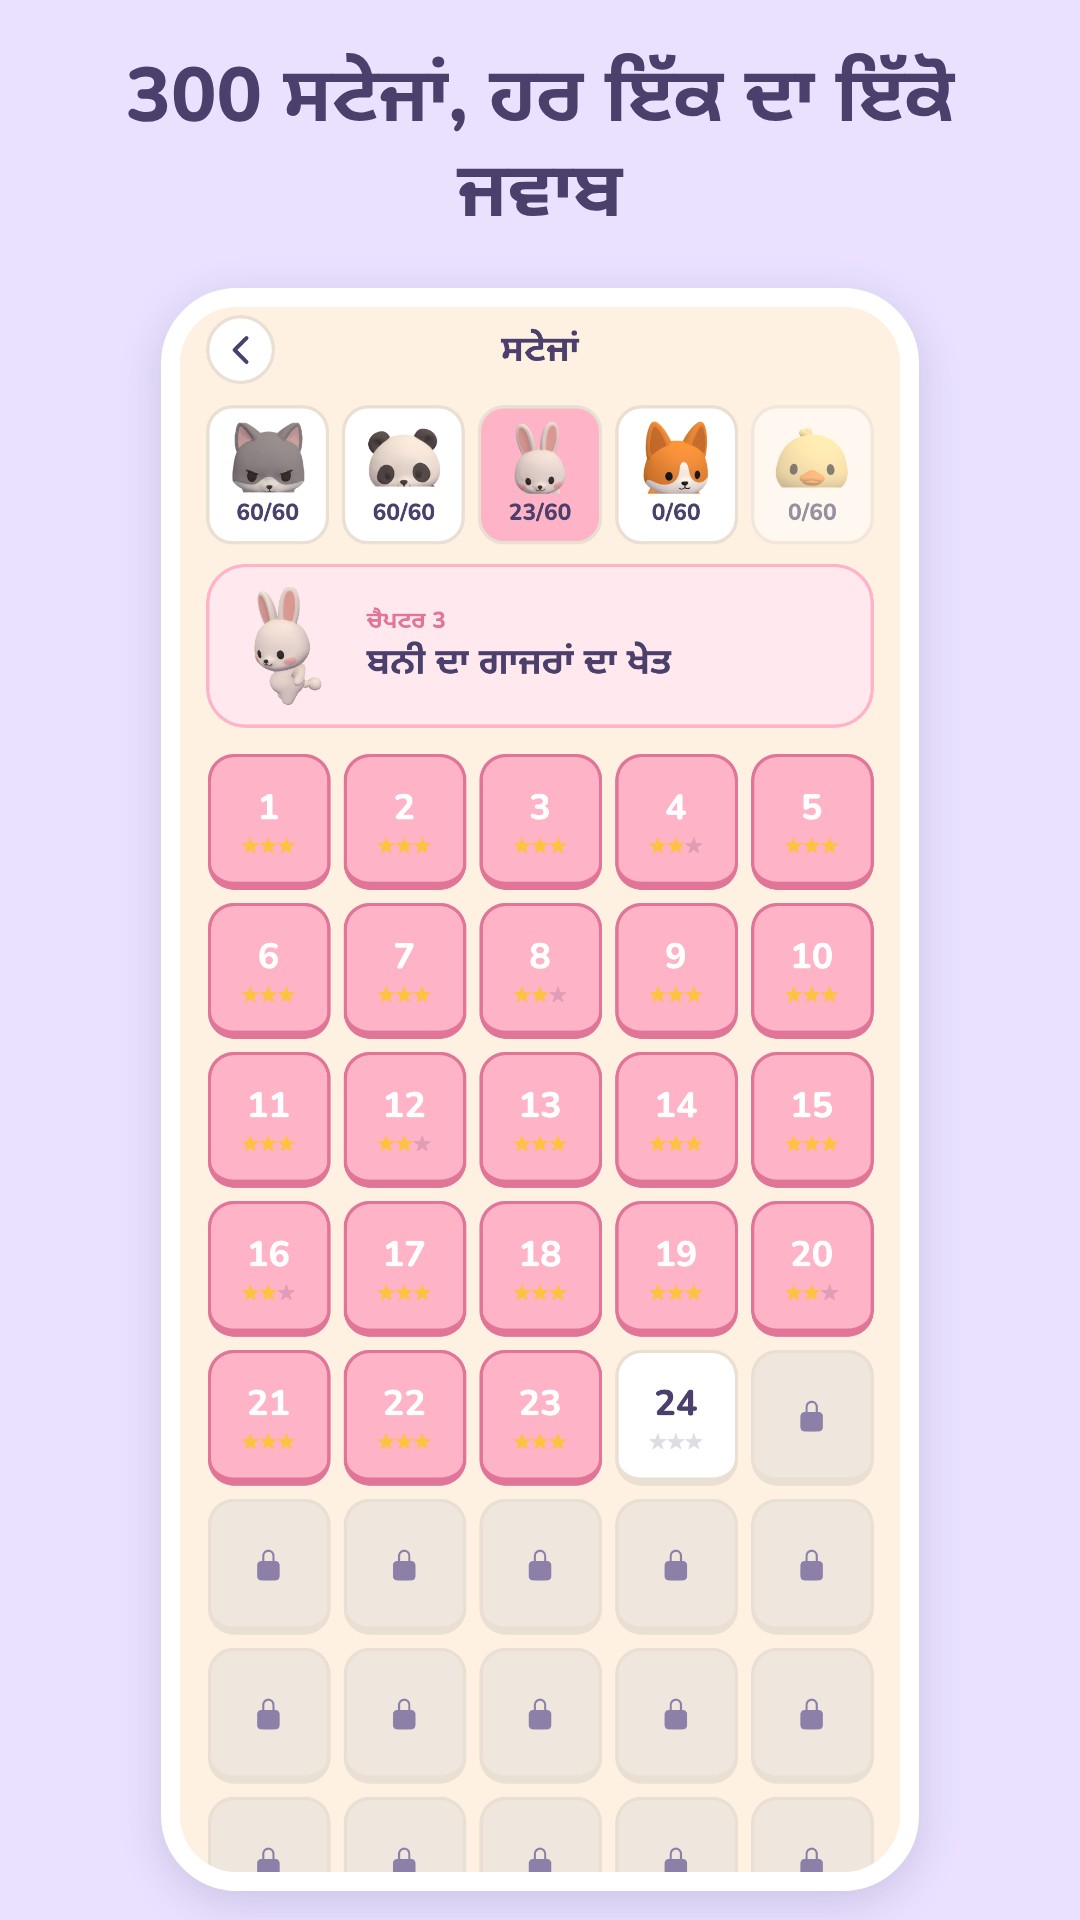 300 ਸਟੇਜਾਂ, ਹਰ ਇੱਕ ਦਾ ਇੱਕੋ
ਜਵਾਬ
ਸਟੇਜਾਂ
60/60 60/60 23/60 0/60 0/60
ਚੈਪਟਰ 3
ਬਨੀ ਦਾ ਗਾਜਰਾਂ ਦਾ ਖੇਤ
1 2 3 4 5
6 7 8 9 10
11 12 13 14 15
16 17 18 19 20
21 22 23 24